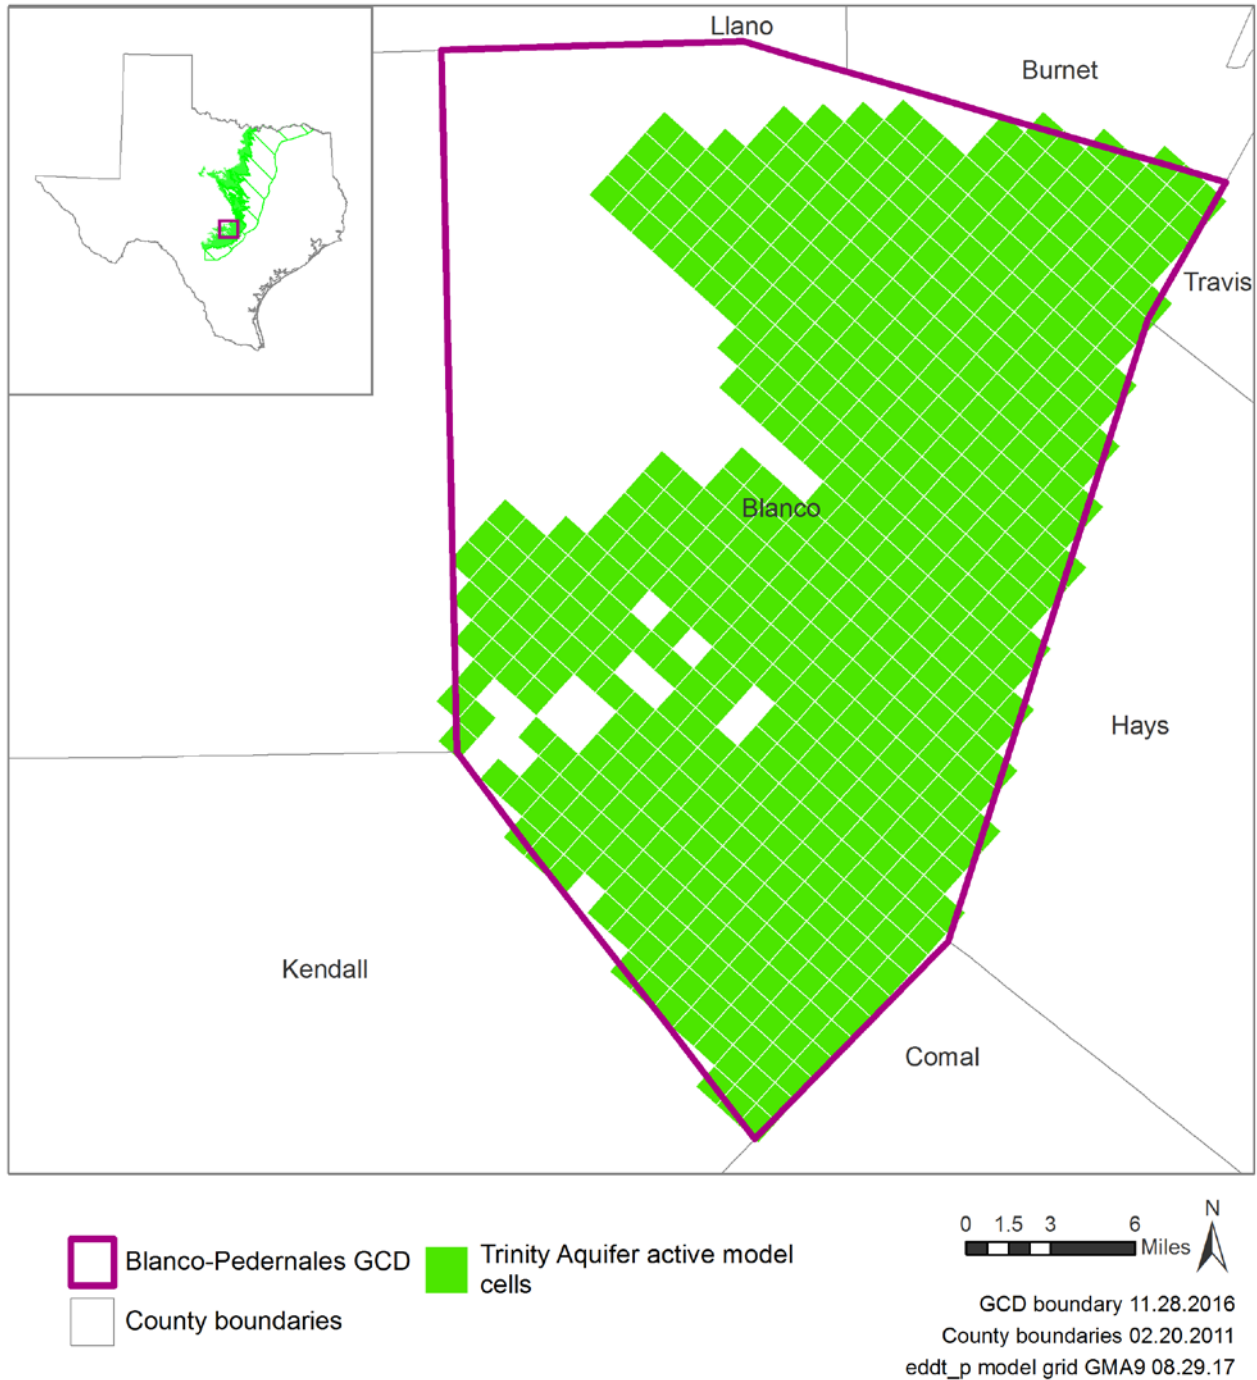 Llano
Burnet
Travis
Blanco
Hays
Kendall
Comal
Blanco-Pedernales GCD
County boundaries
Trinity Aquifer active model
cells
0 1.5 3 6
Miles
N
GCD boundary 11.28.2016
County boundaries 02.20.2011
eddt_p model grid GMA9 08.29.17